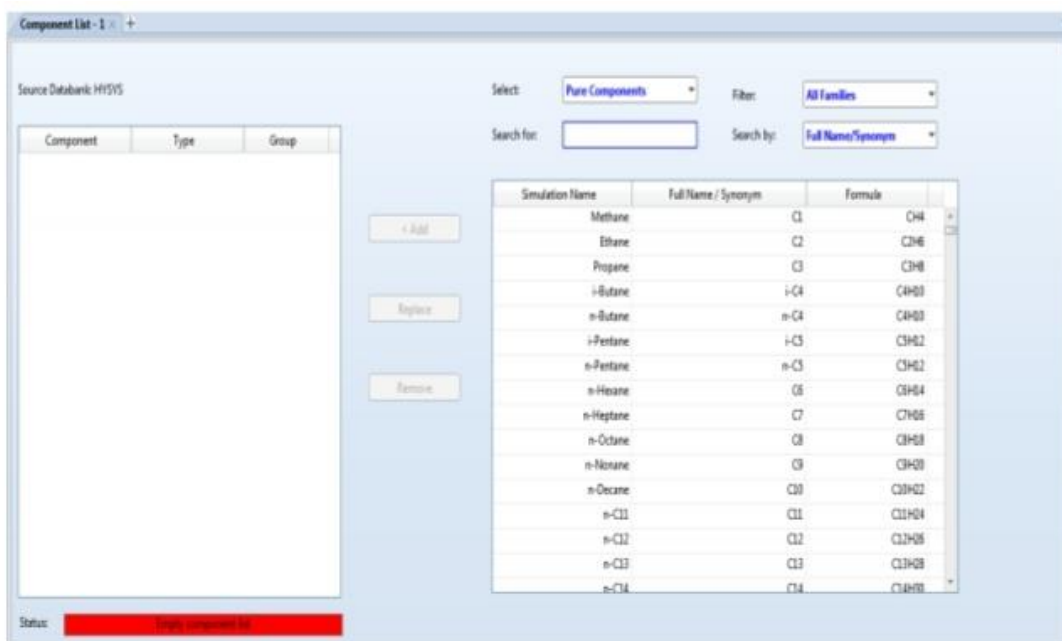 Component List - 1 × +
Source Databank: HYSYS
Select: Pure Components
Filter: All Families
Search for:
Search by: Full Name/Synonym
Component Type Group
< Add
Replace
Remove
Simulation Name Full Name / Synonym Formula
Methane C1 CH4
Ethane C2 C2H6
Propane C3 C3H8
i-Butane i-C4 C4H10
n-Butane n-C4 C4H10
i-Pentane i-C5 C5H12
n-Pentane n-C5 C5H12
n-Hexane C6 C6H14
n-Heptane C7 C7H16
n-Octane C8 C8H18
n-Nonane C9 C9H20
n-Decane C10 C10H22
n-C11 C11 C11H24
n-C12 C12 C12H26
n-C13 C13 C13H28
n-C14 C14 C14H30
Status: Empty component list